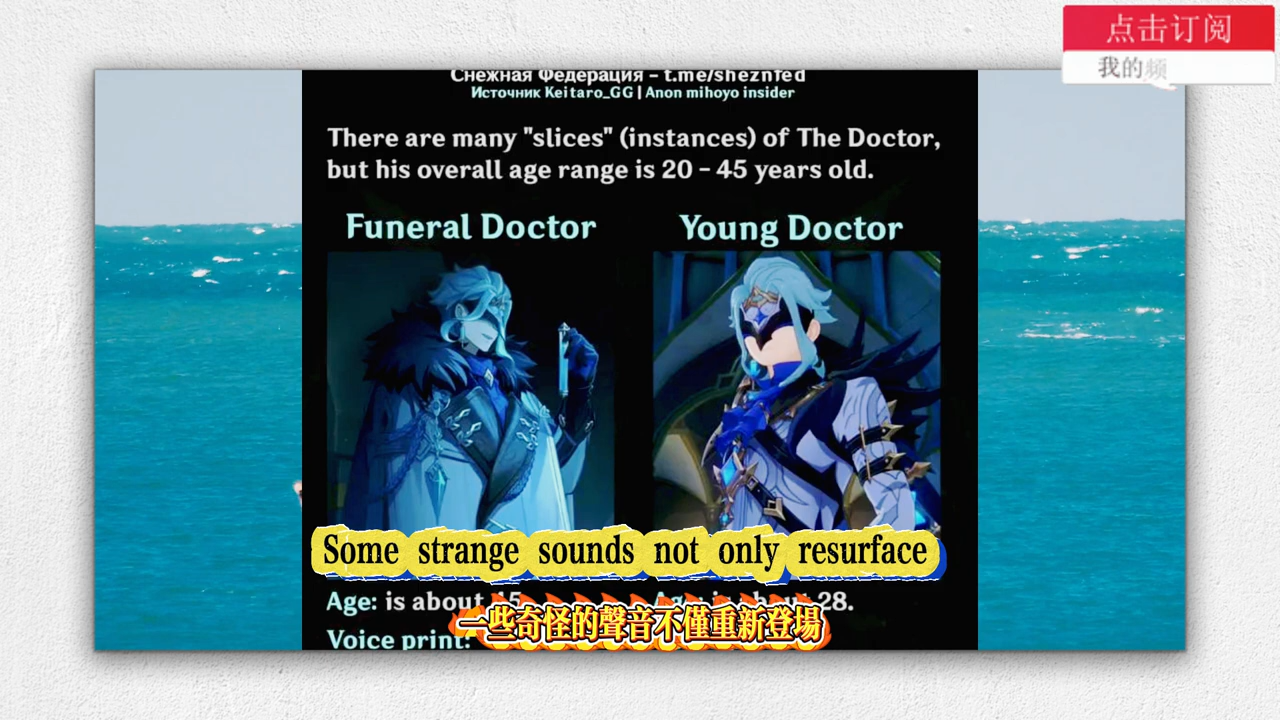 点击订阅
我的频
Снежная Федерация – t.me/sheznfed
Источник Keitaro_GG | Anon mihoyo insider
There are many "slices" (instances) of The Doctor,
but his overall age range is 20 – 45 years old.
Funeral Doctor
Young Doctor
Some strange sounds not only resurface
Age: is about
28.
一些奇怪的聲音不僅重新登場
Voice print: